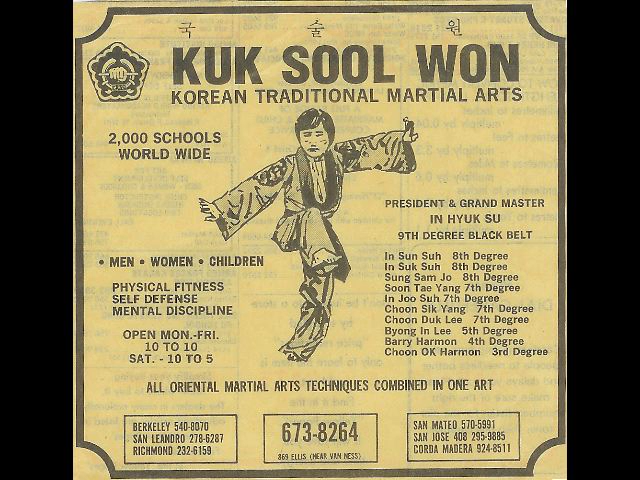 국 술 원
KUK SOOL WON
KOREAN TRADITIONAL MARTIAL ARTS
2,000 SCHOOLS
WORLD WIDE
PRESIDENT & GRAND MASTER
IN HYUK SU
9TH DEGREE BLACK BELT
• MEN • WOMEN • CHILDREN
PHYSICAL FITNESS
SELF DEFENSE
MENTAL DISCIPLINE
OPEN MON.-FRI.
10 TO 10
SAT. - 10 TO 5
In Sun Suh 8th Degree
In Suk Suh 8th Degree
Sung Sam Jo 8th Degree
Soon Tae Yang 7th Degree
In Joo Suh 7th Degree
Choon Sik Yang 7th Degree
Choon Duk Lee 7th Degree
Byong In Lee 5th Degree
Barry Harmon 4th Degree
Choon OK Harmon 3rd Degree
ALL ORIENTAL MARTIAL ARTS TECHNIQUES COMBINED IN ONE ART
BERKELEY 540-8070
SAN LEANDRO 278-6287
RICHMOND 232-6159
673-8264
869 ELLIS (NEAR VAN NESS)
SAN MATEO 570-5991
SAN JOSE 408 295-9885
CORDA MADERA 924-8511